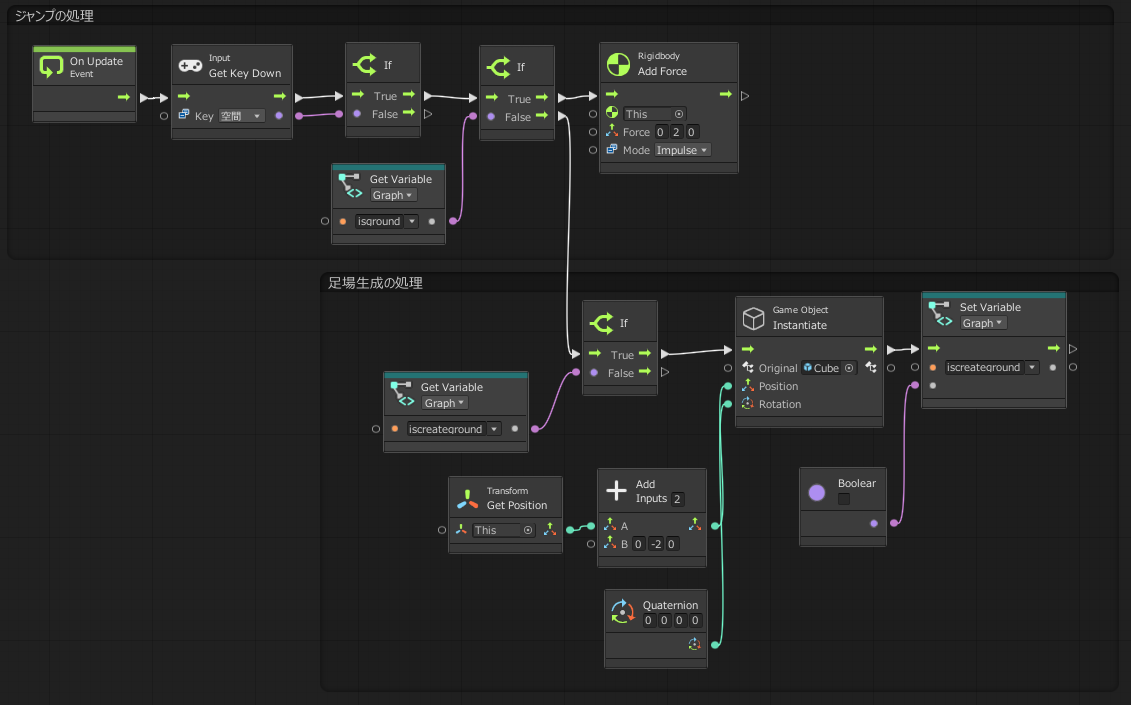 ジャンプの処理
On Update
Event
Input
Get Key Down
Key 空間
If
True
False
If
True
False
Rigidbody
Add Force
This
Force 0 2 0
Mode Impulse
Get Variable
Graph
isground
足場生成の処理
If
True
False
Game Object
Instantiate
Original Cube
Position
Rotation
Set Variable
Graph
iscreateground
Get Variable
Graph
iscreateground
Transform
Get Position
This
Add
Inputs 2
A
B 0 -2 0
Boolear
Quaternion
0 0 0 0